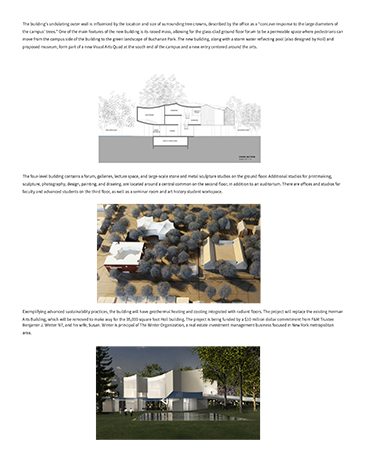 The building's undulating outer wall is influenced by the location and size of surrounding tree crowns, described by the office as a "concave response to the large diameters of
the campus' trees." One of the main features of the new building is its raised mass, allowing for the glass-clad ground floor forum to be a permeable space where pedestrians can
move from the campus side of the building to the green landscape of Buchanan Park. The new building, along with a storm water reflecting pool (also designed by Holl) and
proposed museum, form part of a new Visual Arts Quad at the south end of the campus and a new entry centered around the arts.
The four-level building contains a forum, galleries, lecture space, and large-scale stone and metal sculpture studios on the ground floor. Additional studios for printmaking,
sculpture, photography, design, painting, and drawing, are located around a central common on the second floor, in addition to an auditorium. There are offices and studios for
faculty and advanced students on the third floor, as well as a seminar room and art history student workspace.
Exemplifying advanced sustainability practices, the building will have geothermal heating and cooling integrated with radiant floors. The project will replace the existing Herman
Arts Building, which will be removed to make way for the 35,000 square foot Holl building. The project is being funded by a $10 million dollar commitment from F&M Trustee
Benjamin J. Winter '67, and his wife, Susan. Winter is principal of The Winter Organization, a real estate investment management business focused in New York metropolitan
area.